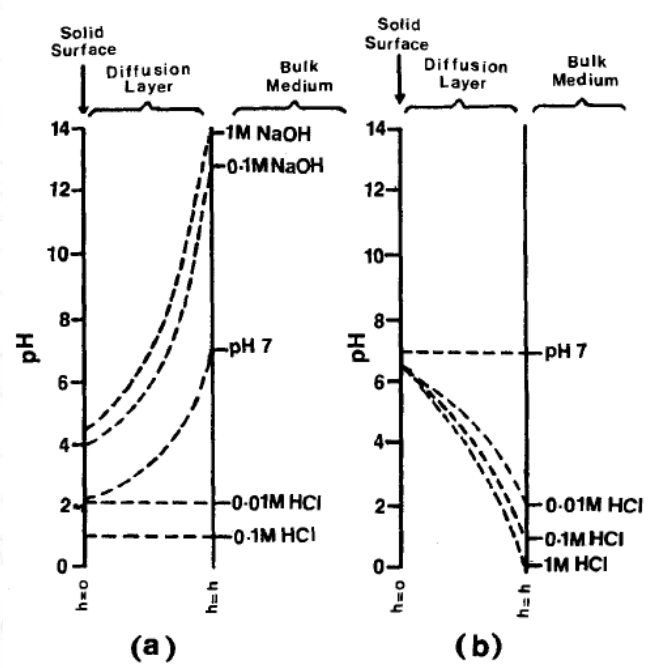 Solid
Surface
Diffusion
Layer
Bulk
Medium
14
12
10
8
6
4
2
0
pH
1M NaOH
0·1M NaOH
pH 7
0·01M HCl
0·1M HCl
h=o
h=h
(a)
Solid
Surface
Diffusion
Layer
Bulk
Medium
14
12
10
8
6
4
2
0
pH
pH 7
0·01M HCl
0·1M HCl
1M HCl
h=o
h=h
(b)